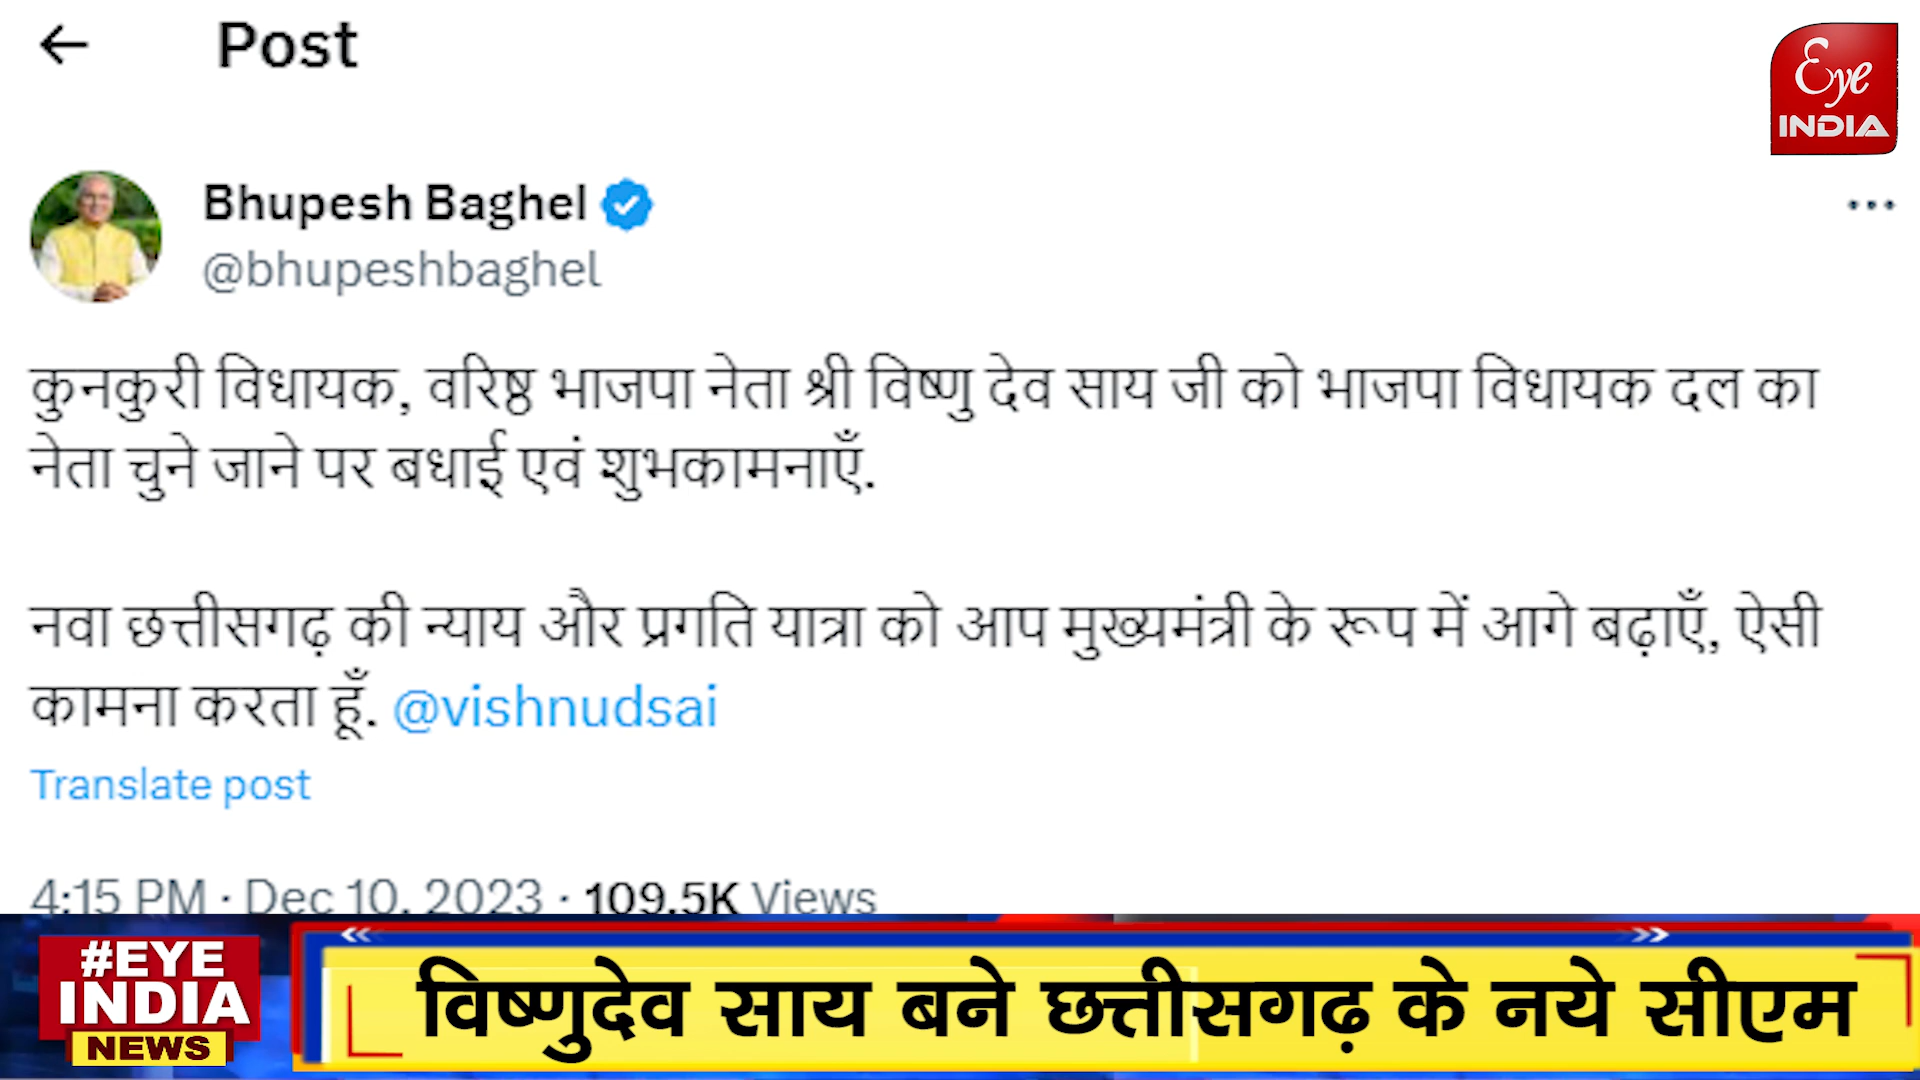 Post
Eye
INDIA
Bhupesh Baghel
@bhupeshbaghel
कुनकुरी विधायक, वरिष्ठ भाजपा नेता श्री विष्णु देव साय जी को भाजपा विधायक दल का
नेता चुने जाने पर बधाई एवं शुभकामनाएँ.
नवा छत्तीसगढ़ की न्याय और प्रगति यात्रा को आप मुख्यमंत्री के रूप में आगे बढ़ाएँ, ऐसी
कामना करता हूँ. @vishnudsai
Translate post
4:15 PM · Dec 10, 2023 · 109.5K Views
#EYE
INDIA
NEWS
विष्णुदेव साय बने छत्तीसगढ़ के नये सीएम